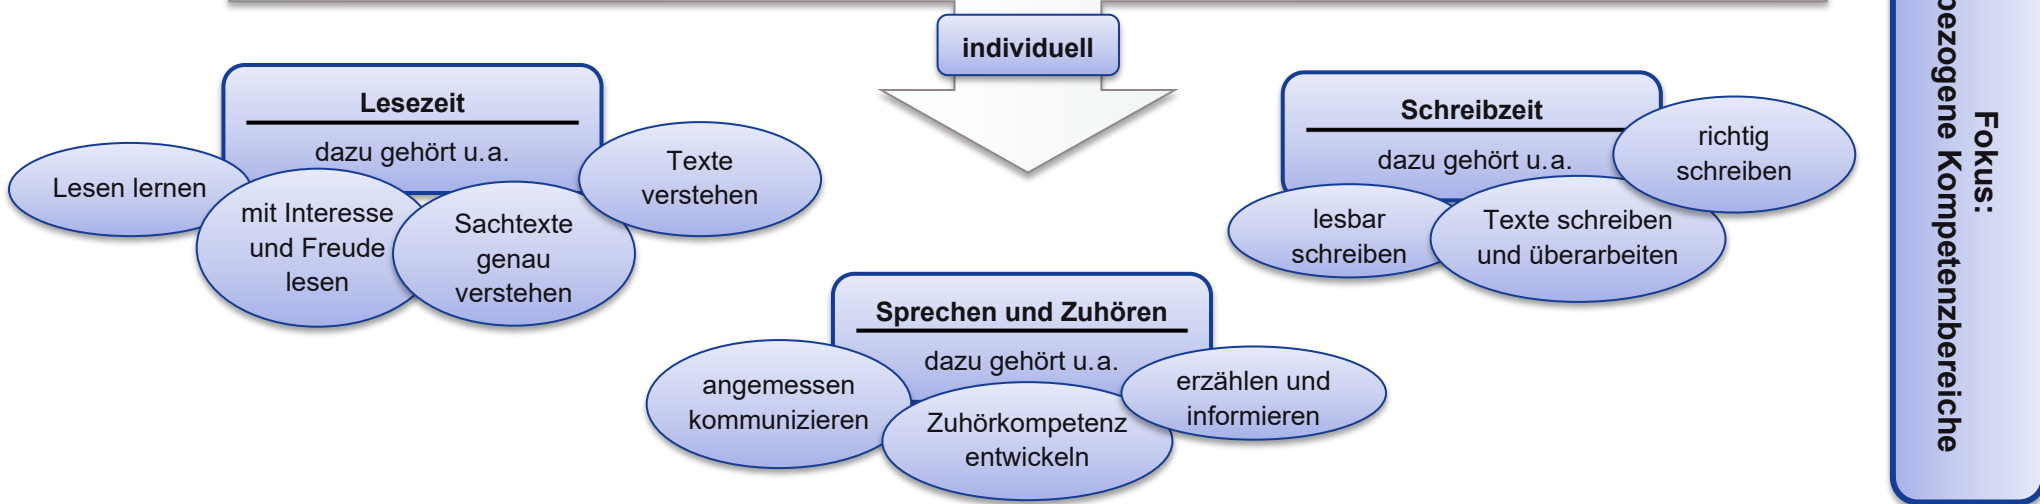 individuell
Lesezeit
dazu gehört u.a.
Lesen lernen
mit Interesse
und Freude
lesen
Sachtexte
genau
verstehen
Texte
verstehen
Schreibzeit
dazu gehört u.a.
lesbar
schreiben
Texte schreiben
und überarbeiten
richtig
schreiben
Sprechen und Zuhören
dazu gehört u.a.
angemessen
kommunizieren
Zuhörkompetenz
entwickeln
erzählen und
informieren
Fokus:
bezogene Kompetenzbereiche